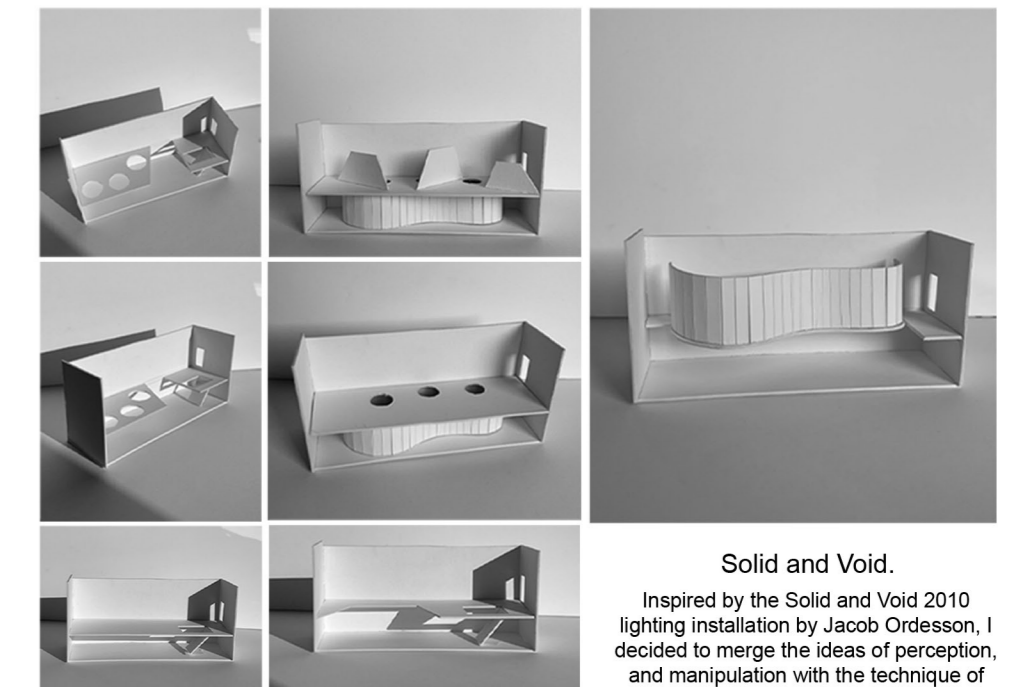 Solid and Void.
Inspired by the Solid and Void 2010
lighting installation by Jacob Ordesson, I
decided to merge the ideas of perception,
and manipulation with the technique of